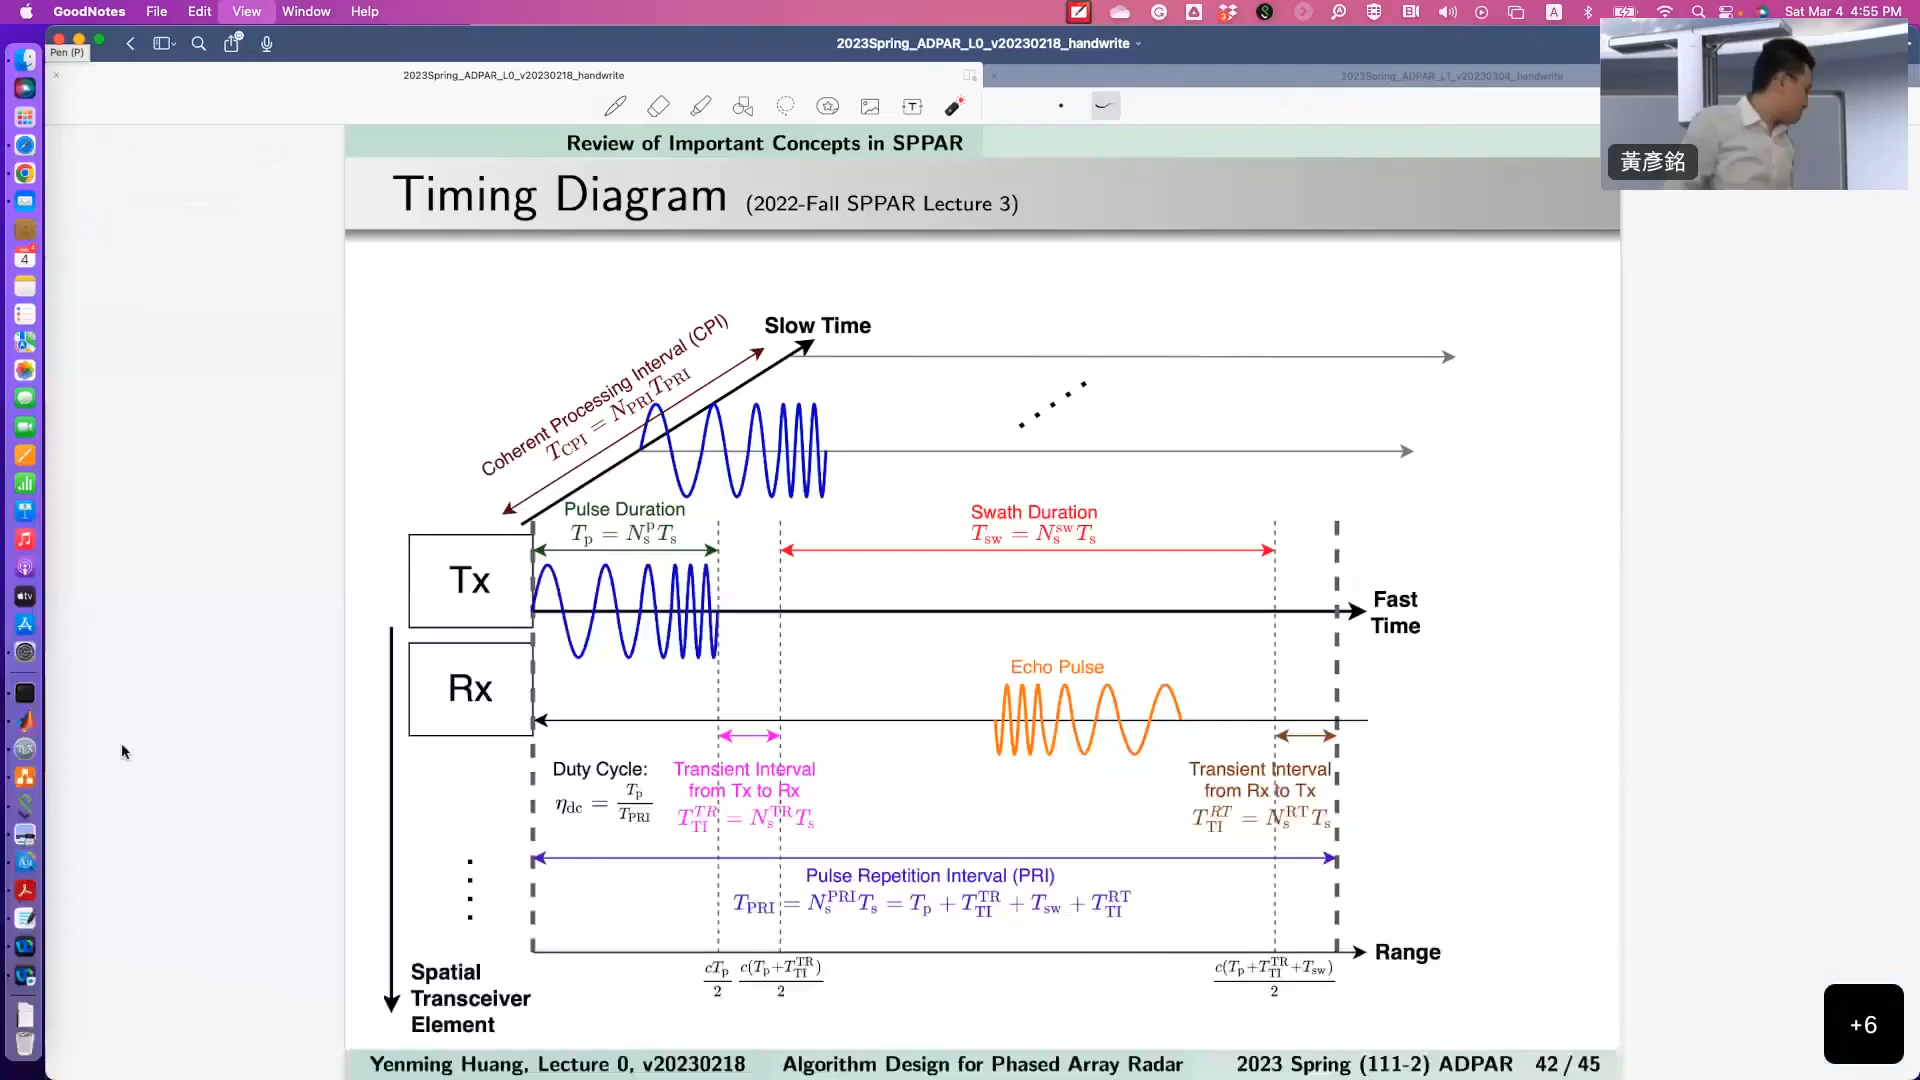 GoodNotes File Edit View Window Help
Sat Mar 4 4:55 PM
Pen (P)
2023Spring_ADPAR_L0_v20230218_handwrite
2023Spring_ADPAR_L0_v20230218_handwrite
2023Spring_ADPAR_L1_v20230304_handwrite
黃彥銘
Review of Important Concepts in SPPAR
Timing Diagram (2022-Fall SPPAR Lecture 3)
Slow Time
Coherent Processing Interval (CPI)
T_CPI = N_PRI T_PRI
Pulse Duration
T_p = N_s^p T_s
Swath Duration
T_sw = N_s^sw T_s
Tx
Fast
Time
Rx
Echo Pulse
Duty Cycle:
η_dc = T_p / T_PRI
Transient Interval
from Tx to Rx
T_TI^TR = N_s^TR T_s
Transient Interval
from Rx to Tx
T_TI^RT = N_s^RT T_s
Pulse Repetition Interval (PRI)
T_PRI = N_s^PRI T_s = T_p + T_TI^TR + T_sw + T_TI^RT
Range
cT_p / 2
c(T_p+T_TI^TR) / 2
c(T_p+T_TI^TR+T_sw) / 2
Spatial
Transceiver
Element
+6
Yenming Huang, Lecture 0, v20230218 Algorithm Design for Phased Array Radar 2023 Spring (111-2) ADPAR 42 / 45